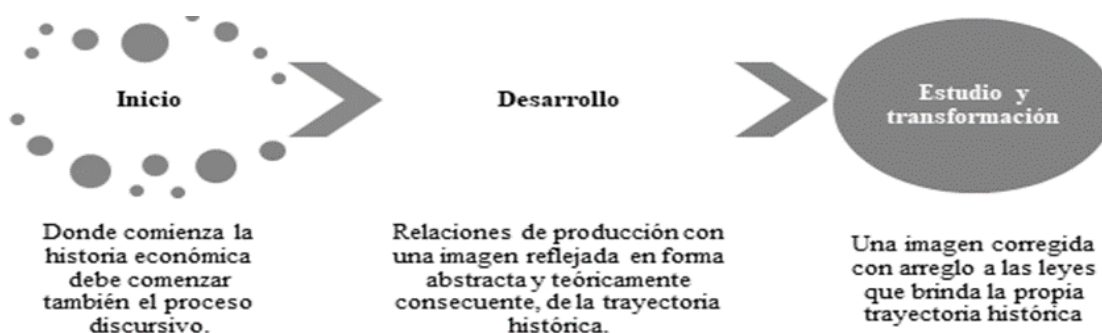 Inicio
Donde comienza la
historia económica
debe comenzar
también el proceso
discursivo.
Desarrollo
Relaciones de producción con
una imagen reflejada en forma
abstracta y teóricamente
consecuente, de la trayectoria
histórica.
Estudio y
transformación
Una imagen corregida
con arreglo a las leyes
que brinda la propia
trayectoria histórica